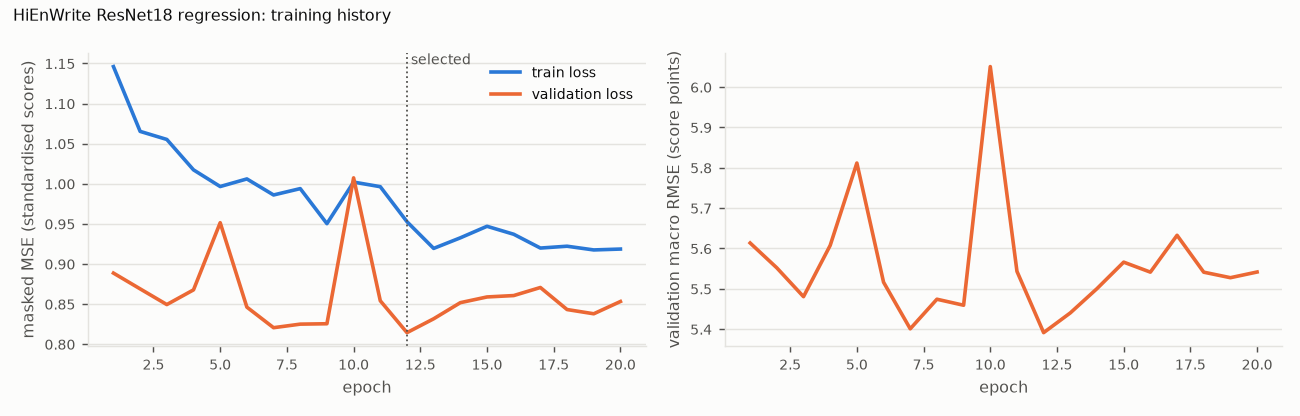 HiEnWrite ResNet18 regression: training history
masked MSE (standardised scores)
1.15
1.10
1.05
1.00
0.95
0.90
0.85
0.80
selected
train loss
validation loss
2.5 5.0 7.5 10.0 12.5 15.0 17.5 20.0
epoch
validation macro RMSE (score points)
6.0
5.9
5.8
5.7
5.6
5.5
5.4
2.5 5.0 7.5 10.0 12.5 15.0 17.5 20.0
epoch